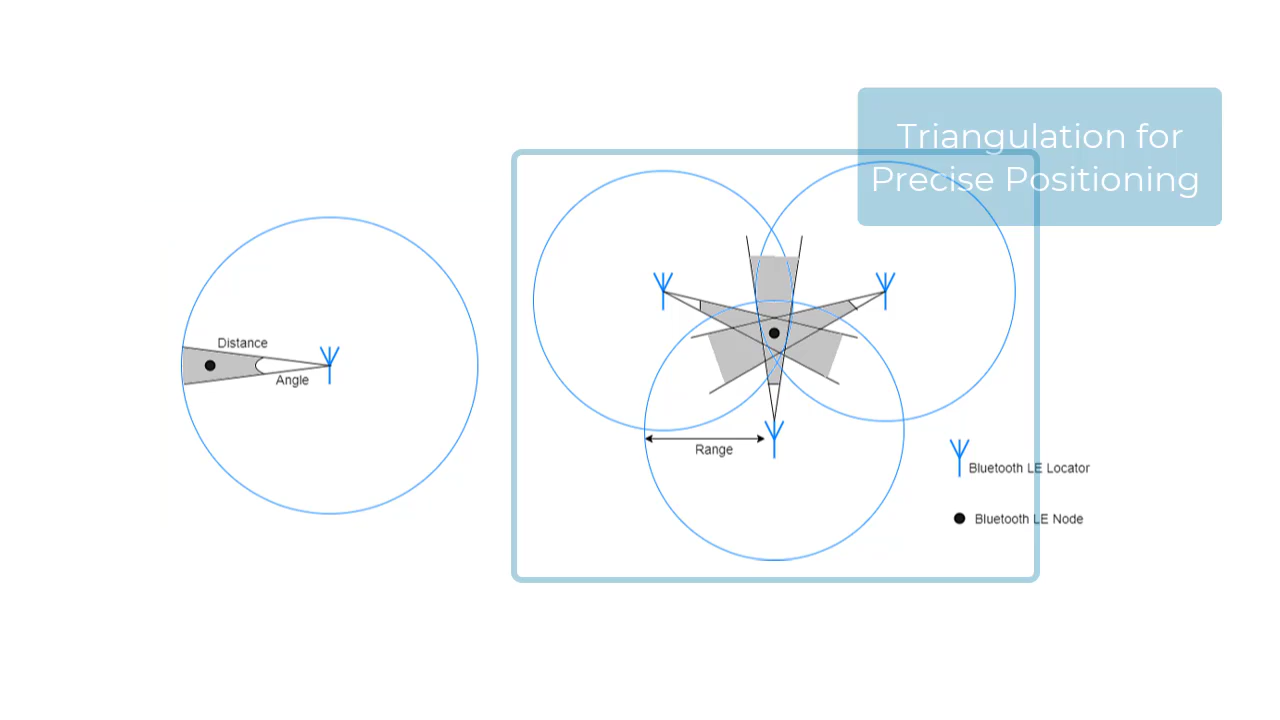 Triangulation for
Precise Positioning
Distance
Angle
Range
Bluetooth LE Locator
Bluetooth LE Node